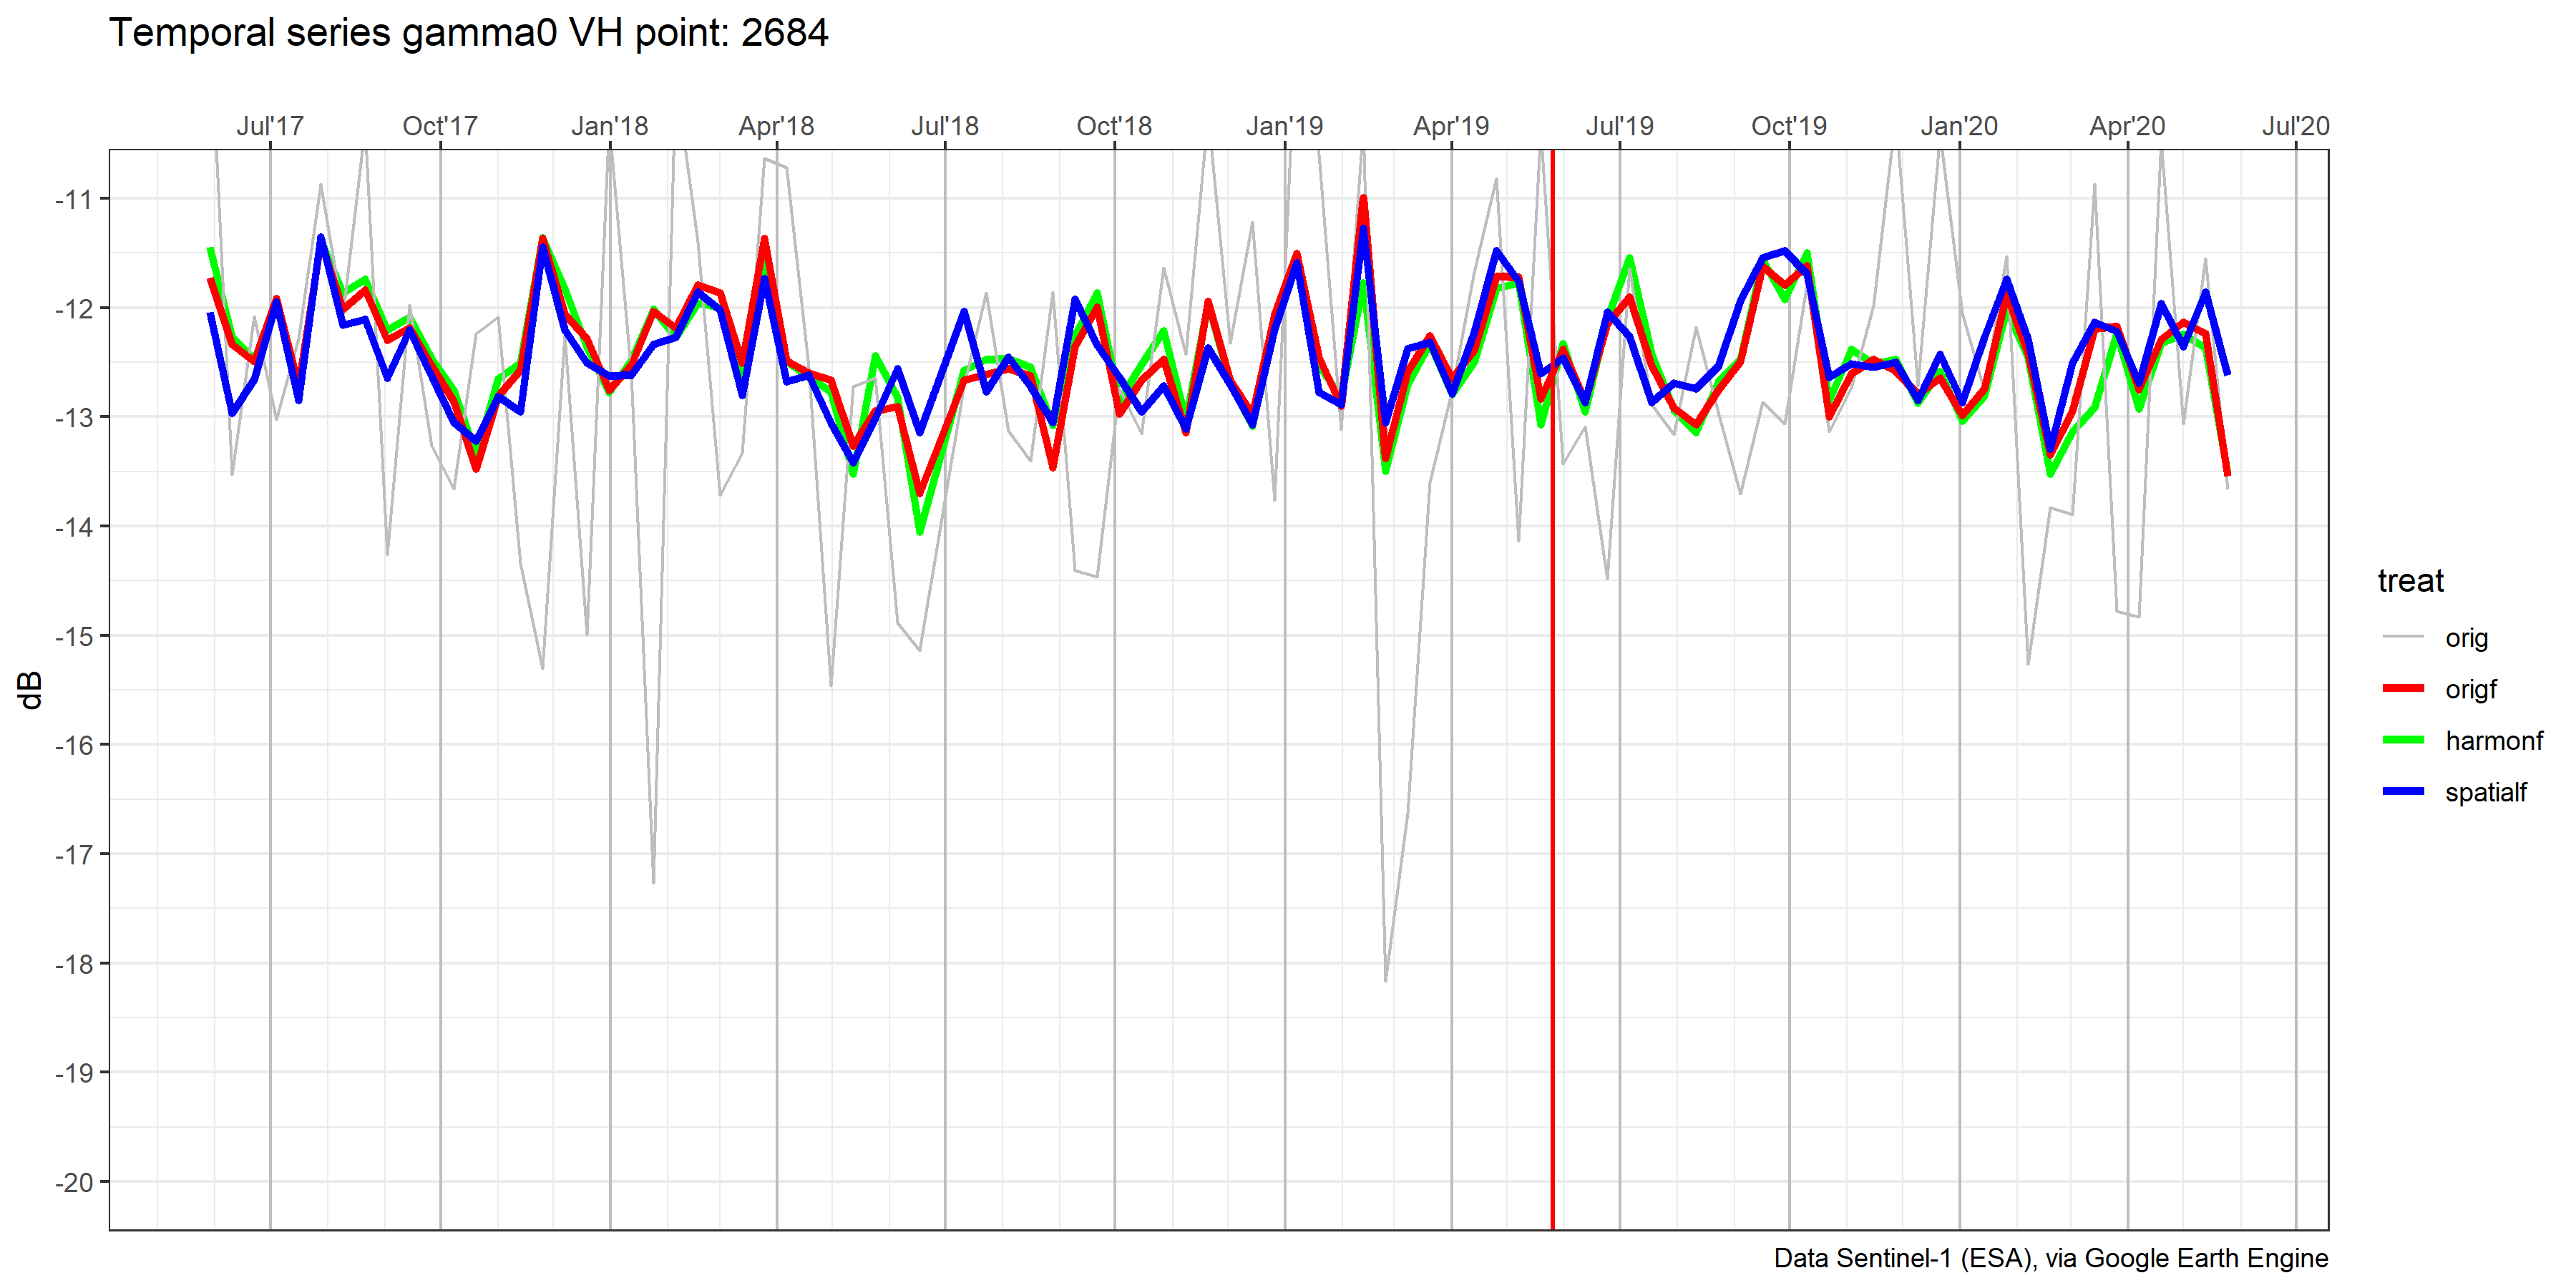 Temporal series gamma0 VH point: 2684
Jul'17 Oct'17 Jan'18 Apr'18 Jul'18 Oct'18 Jan'19 Apr'19 Jul'19 Oct'19 Jan'20 Apr'20 Jul'20
-11
-12
-13
-14
-15
-16
-17
-18
-19
-20
dB
treat
orig
origf
harmonf
spatialf
Data Sentinel-1 (ESA), via Google Earth Engine